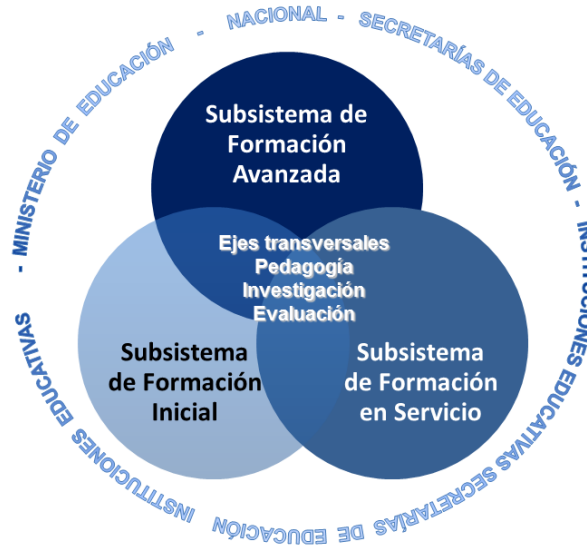 - MINISTERIO DE EDUCACIÓN - NACIONAL - SECRETARÍAS DE EDUCACIÓN - INSTITUCIONES EDUCATIVAS SECRETARÍAS DE EDUCACIÓN INSTITUCIONES EDUCATIVAS
Subsistema de
Formación
Avanzada
Ejes transversales
Pedagogía
Investigación
Evaluación
Subsistema
de Formación
Inicial
Subsistema
de Formación
en Servicio